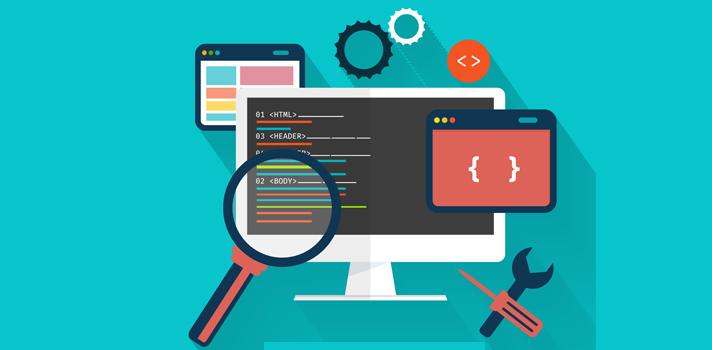 < >
01 <HTML>
03 <HEADER>
{ }
02 <BODY>